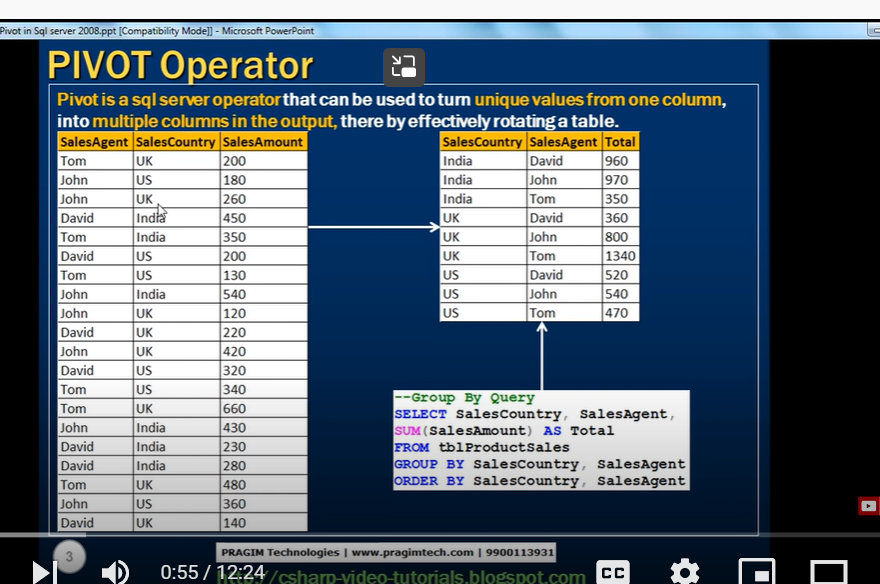 Pivot in Sql server 2008.ppt [Compatibility Mode]] - Microsoft PowerPoint
PIVOT Operator
Pivot is a sql server operator that can be used to turn unique values from one column,
into multiple columns in the output, there by effectively rotating a table.
SalesAgent SalesCountry SalesAmount
Tom UK 200
John US 180
John UK 260
David India 450
Tom India 350
David US 200
Tom US 130
John India 540
John UK 120
David UK 220
John UK 420
David US 320
Tom US 340
Tom UK 660
John India 430
David India 230
David India 280
Tom UK 480
John US 360
David UK 140
SalesCountry SalesAgent Total
India David 960
India John 970
India Tom 350
UK David 360
UK John 800
UK Tom 1340
US David 520
US John 540
US Tom 470
--Group By Query
SELECT SalesCountry, SalesAgent,
SUM(SalesAmount) AS Total
FROM tblProductSales
GROUP BY SalesCountry, SalesAgent
ORDER BY SalesCountry, SalesAgent
3
PRAGIM Technologies | www.pragimtech.com | 9900113931
0:55 / 12:24
http://csharp-video-tutorials.blogspot.com
CC